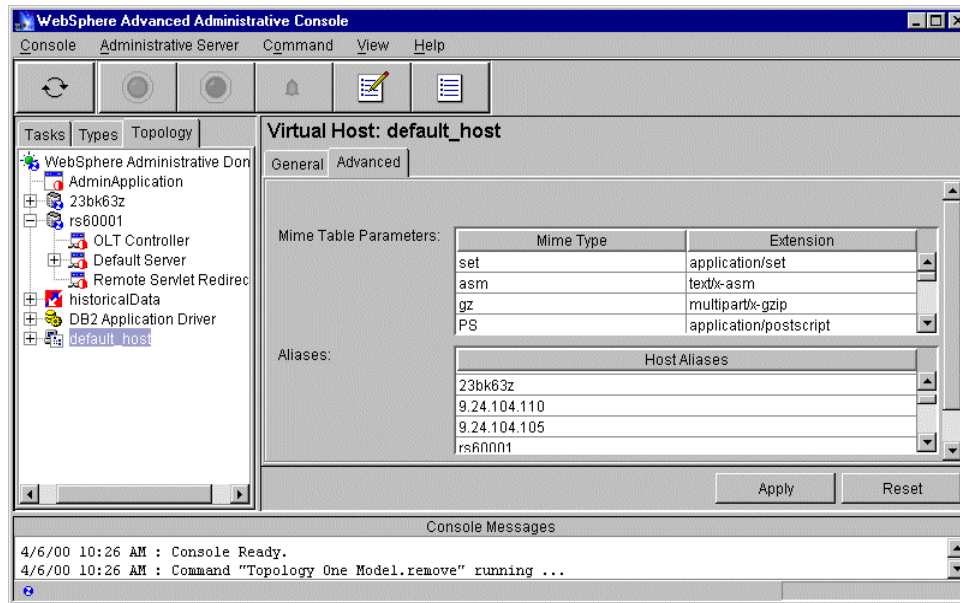 WebSphere Advanced Administrative Console
Console Administrative Server Command View Help
Tasks Types Topology
WebSphere Administrative Don
AdminApplication
23bk63z
rs60001
OLT Controller
Default Server
Remote Servlet Redirec
historicalData
DB2 Application Driver
default_host
Virtual Host: default_host
General Advanced
Mime Table Parameters:
Mime Type Extension
set application/set
asm text/x-asm
gz multipart/x-gzip
PS application/postscript
Aliases:
Host Aliases
23bk63z
9.24.104.110
9.24.104.105
rs60001
Apply Reset
Console Messages
4/6/00 10:26 AM : Console Ready.
4/6/00 10:26 AM : Command "Topology One Model.remove" running ...